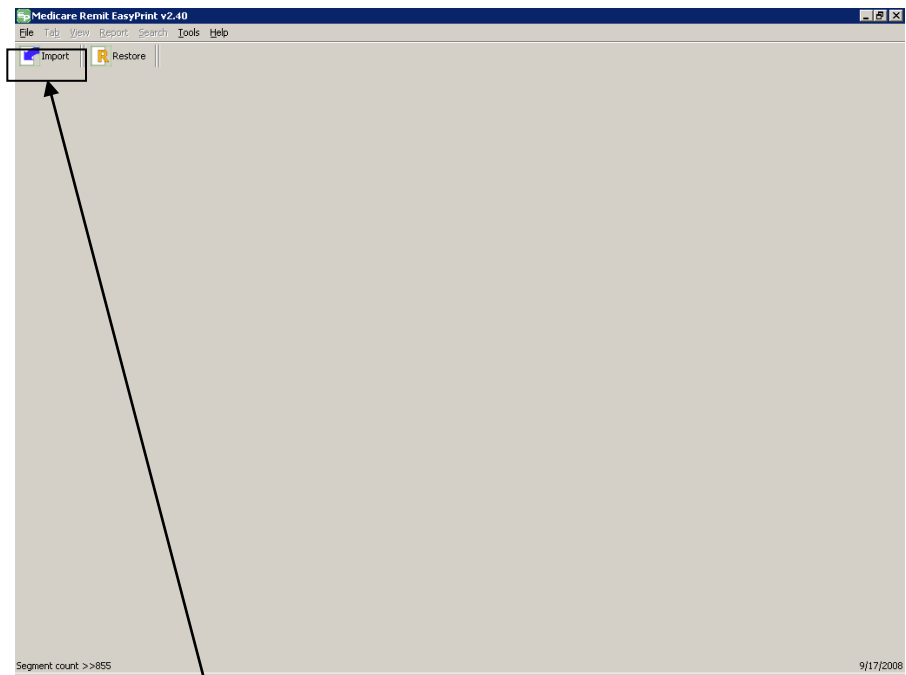 Medicare Remit EasyPrint v2.40
File Tab View Report Search Tools Help
Import R Restore
Segment count >>855 9/17/2008